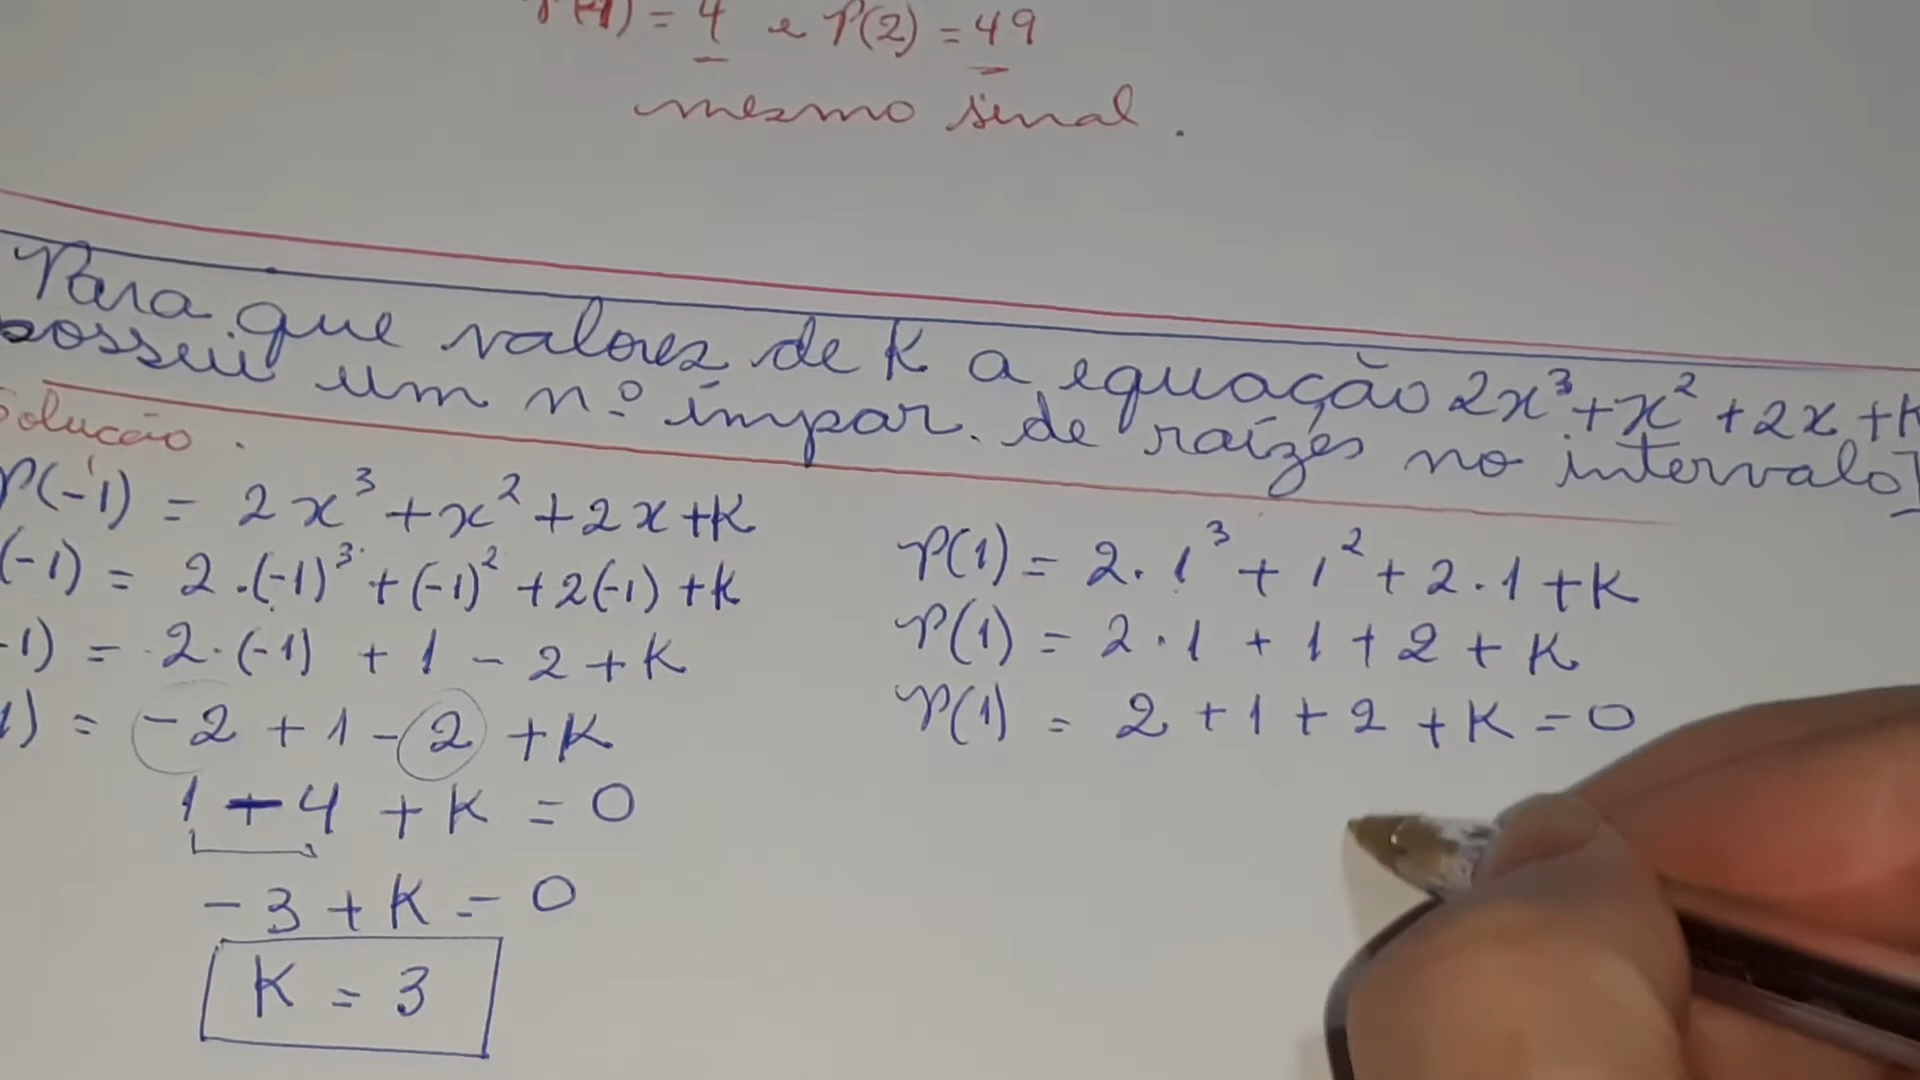 P(-1) = 4 e P(2) = 49
mesmo sinal.
Para que valores de K a equação 2x³ + x² + 2x + K
possui um nº ímpar. de raízes no intervalo ]
Solução.
P(-1) = 2x³ + x² + 2x + K
(-1) = 2 · (-1)³ + (-1)² + 2(-1) + K
-1) = 2 · (-1) + 1 - 2 + K
1) = -2 + 1 - 2 + K
1 - 4 + K = 0
-3 + K = 0
K = 3
P(1) = 2 · 1³ + 1² + 2 · 1 + K
P(1) = 2 · 1 + 1 + 2 + K
P(1) = 2 + 1 + 2 + K = 0